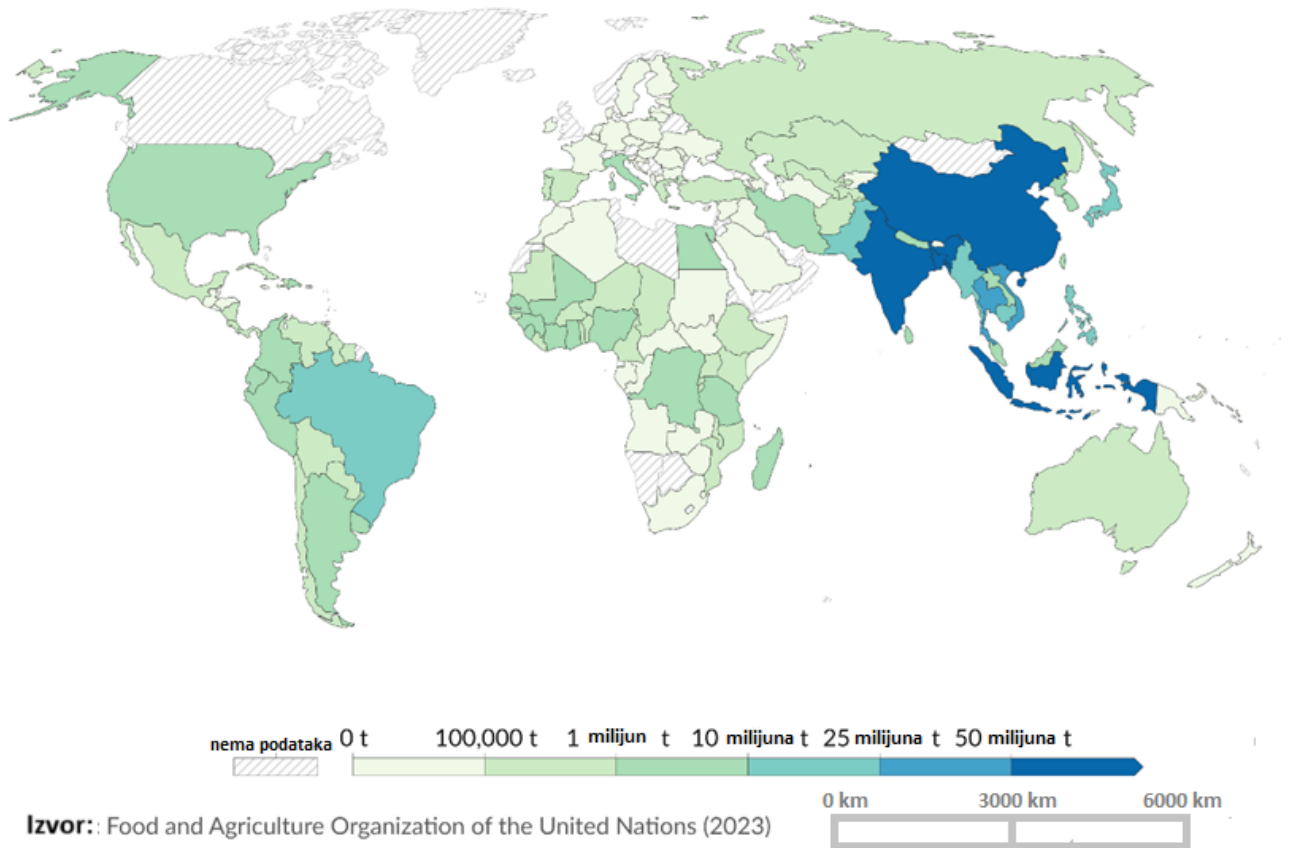 nema podataka 0 t 100,000 t 1 milijun t 10 milijuna t 25 milijuna t 50 milijuna t
0 km 3000 km 6000 km
Izvor:: Food and Agriculture Organization of the United Nations (2023)